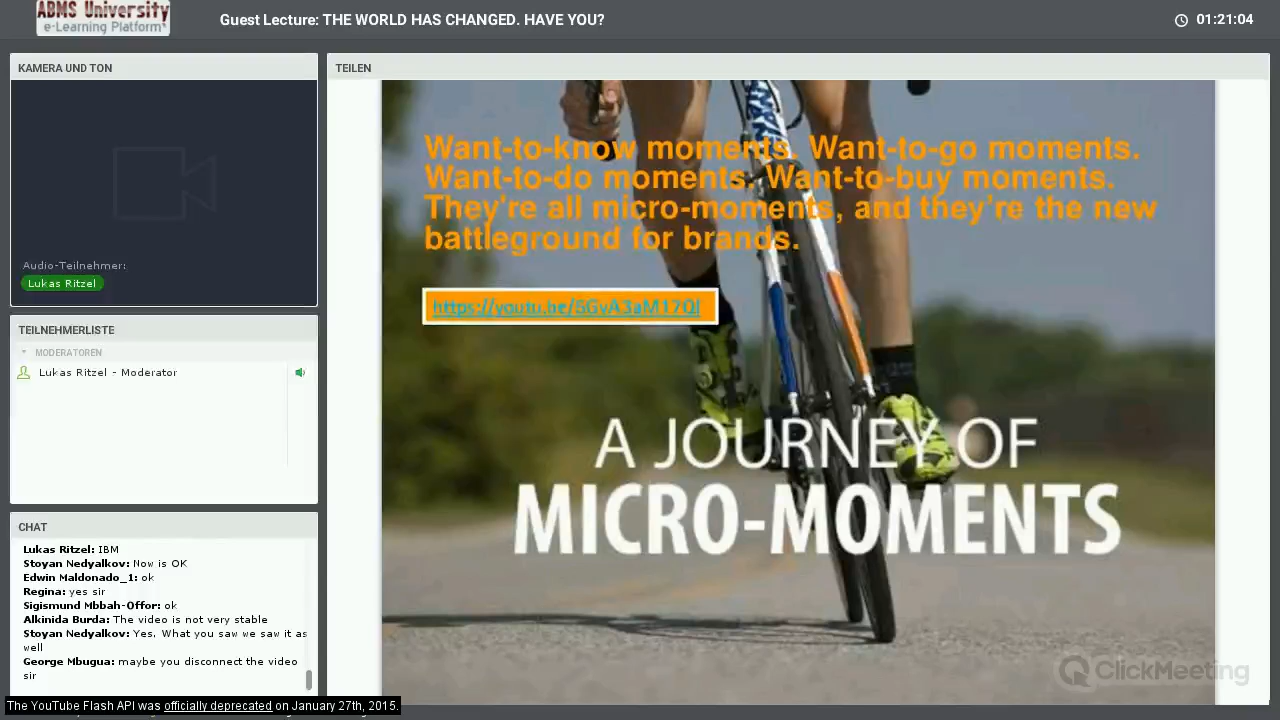 ABMS University
e-Learning Platform
Guest Lecture: THE WORLD HAS CHANGED. HAVE YOU?
01:21:04
KAMERA UND TON
Audio-Teilnehmer:
Lukas Ritzel
TEILNEHMERLISTE
MODERATOREN
Lukas Ritzel - Moderator
CHAT
Lukas Ritzel: IBM
Stoyan Nedyalkov: Now is OK
Edwin Maldonado_1: ok
Regina: yes sir
Sigismund Mbbah-Offor: ok
Alkinida Burda: The video is not very stable
Stoyan Nedyalkov: Yes, What you saw we saw it as
well
George Mbugua: maybe you disconnect the video
sir
The YouTube Flash API was officially deprecated on January 27th, 2015.
TEILEN
Want-to-know moments. Want-to-go moments.
Want-to-do moments. Want-to-buy moments.
They're all micro-moments, and they're the new
battleground for brands.
A JOURNEY OF
MICRO-MOMENTS
ClickMeeting